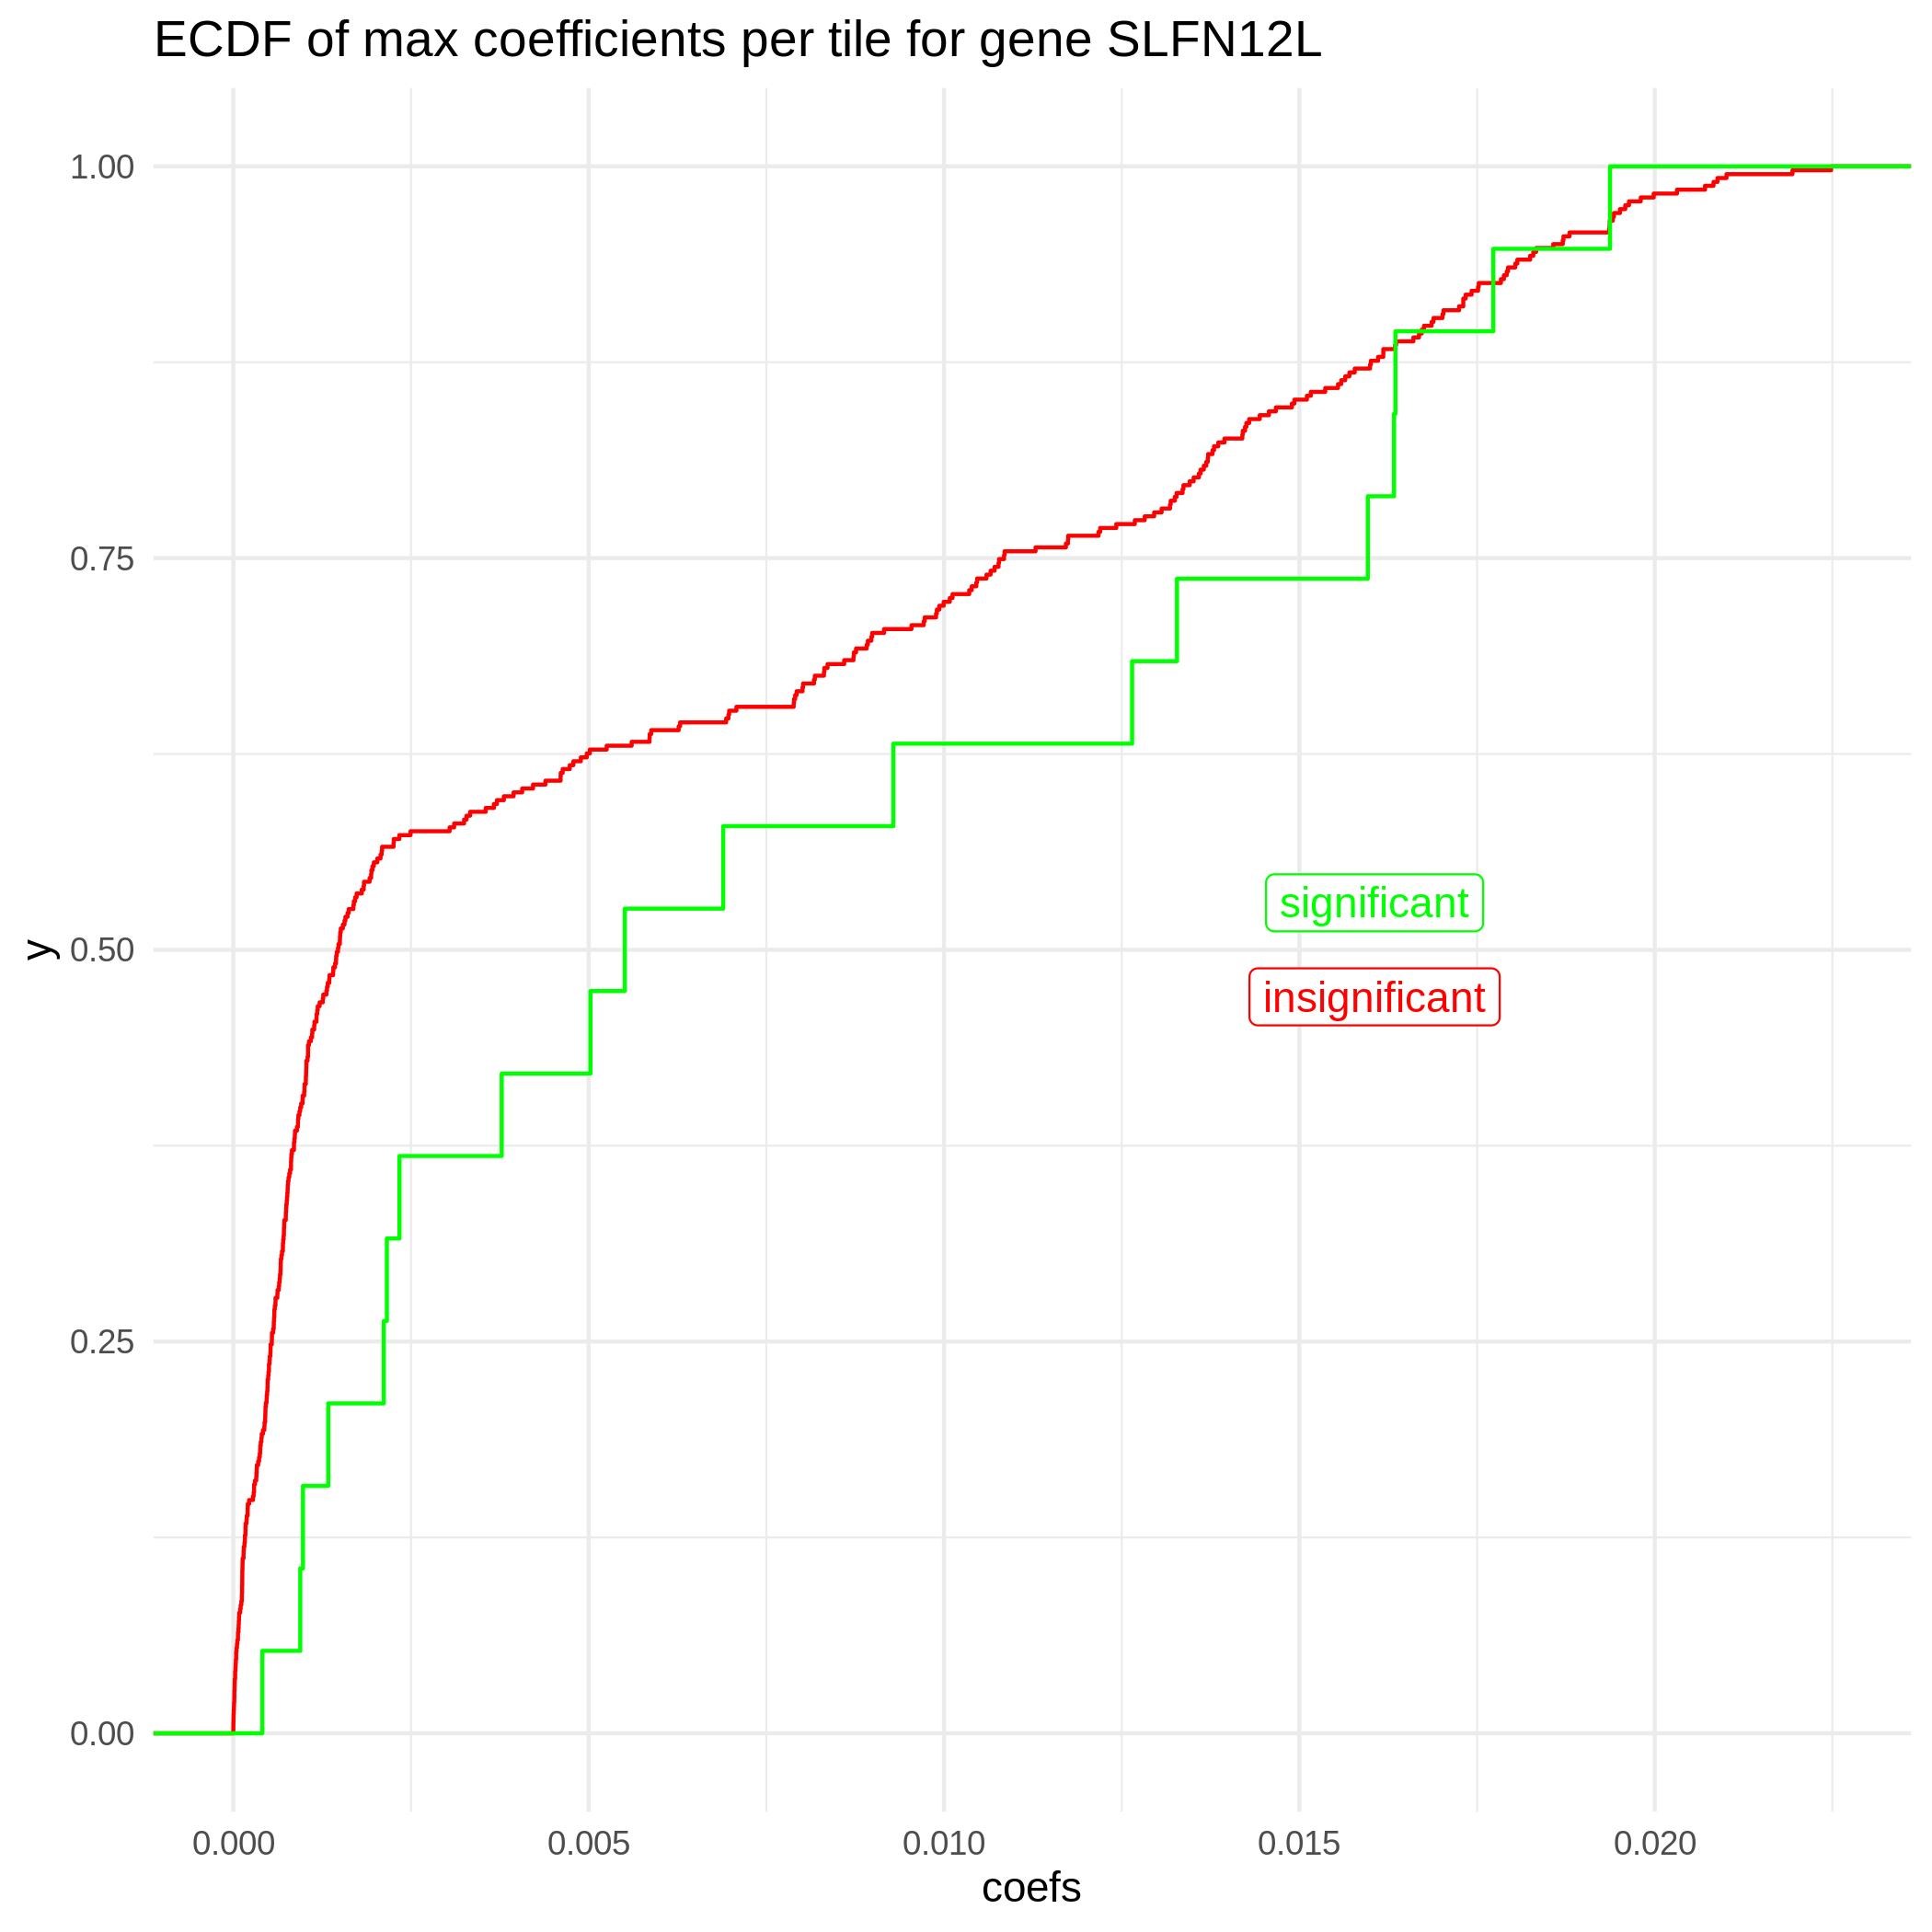 ECDF of max coefficients per tile for gene SLFN12L
1.00
0.75
0.50
0.25
0.00
y
significant
insignificant
0.000
0.005
0.010
0.015
0.020
coefs